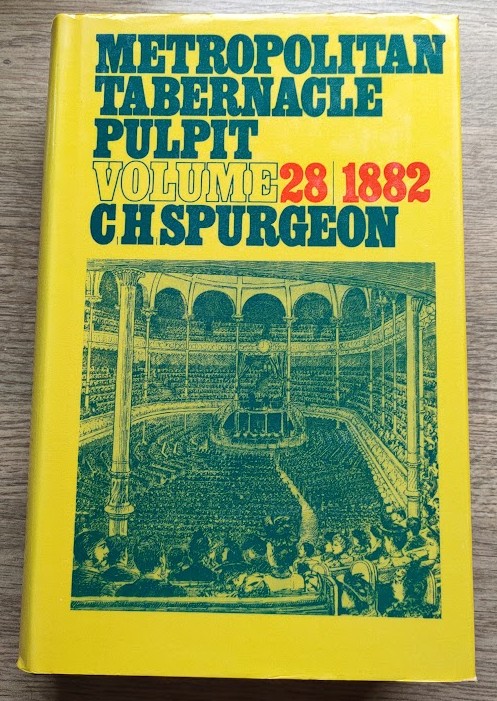 METROPOLITAN
TABERNACLE
PULPIT
VOLUME 28|1882
C.H.SPURGEON